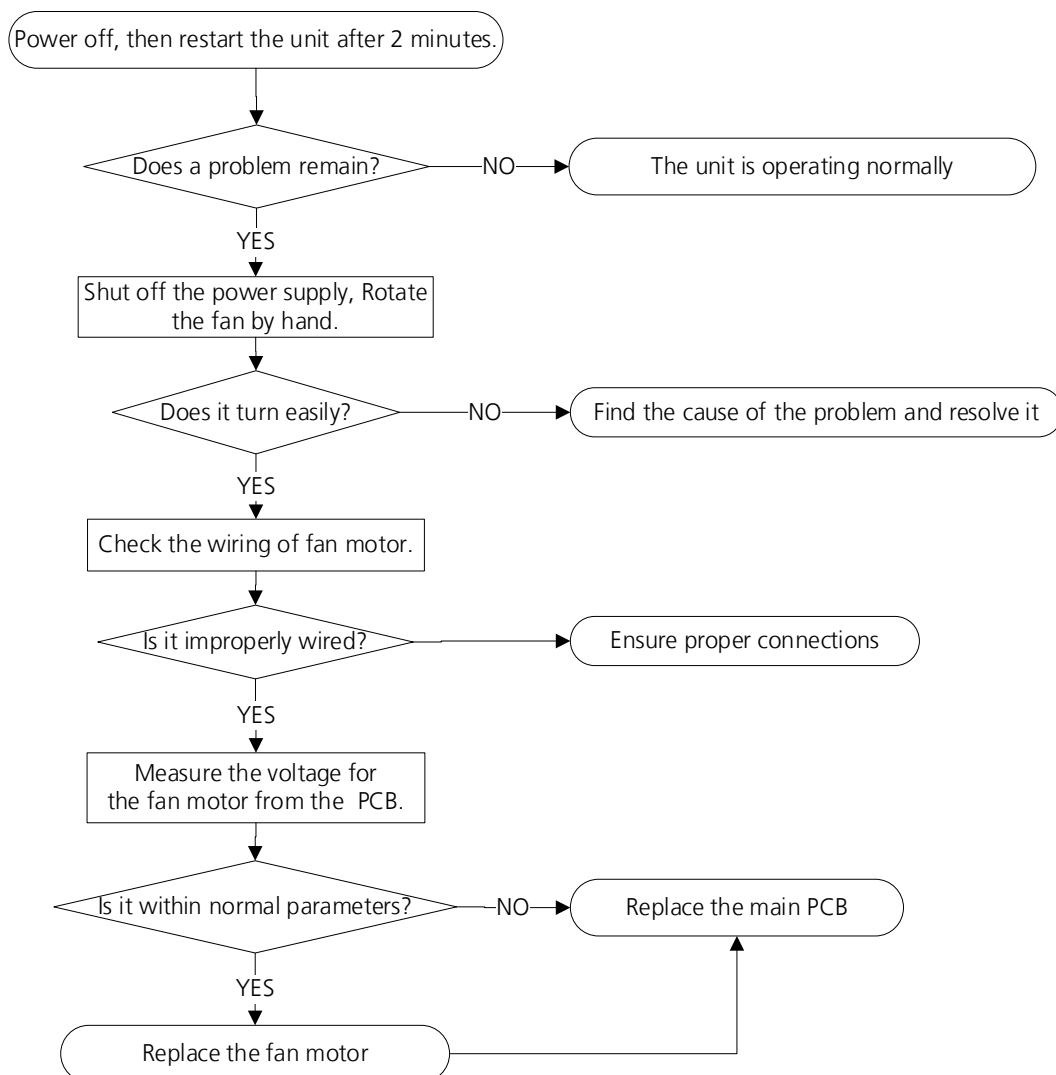 Power off, then restart the unit after 2 minutes.
Does a problem remain?
NO
The unit is operating normally
YES
Shut off the power supply, Rotate
the fan by hand.
Does it turn easily?
NO
Find the cause of the problem and resolve it
YES
Check the wiring of fan motor.
Is it improperly wired?
Ensure proper connections
YES
Measure the voltage for
the fan motor from the PCB.
Is it within normal parameters?
NO
Replace the main PCB
YES
Replace the fan motor